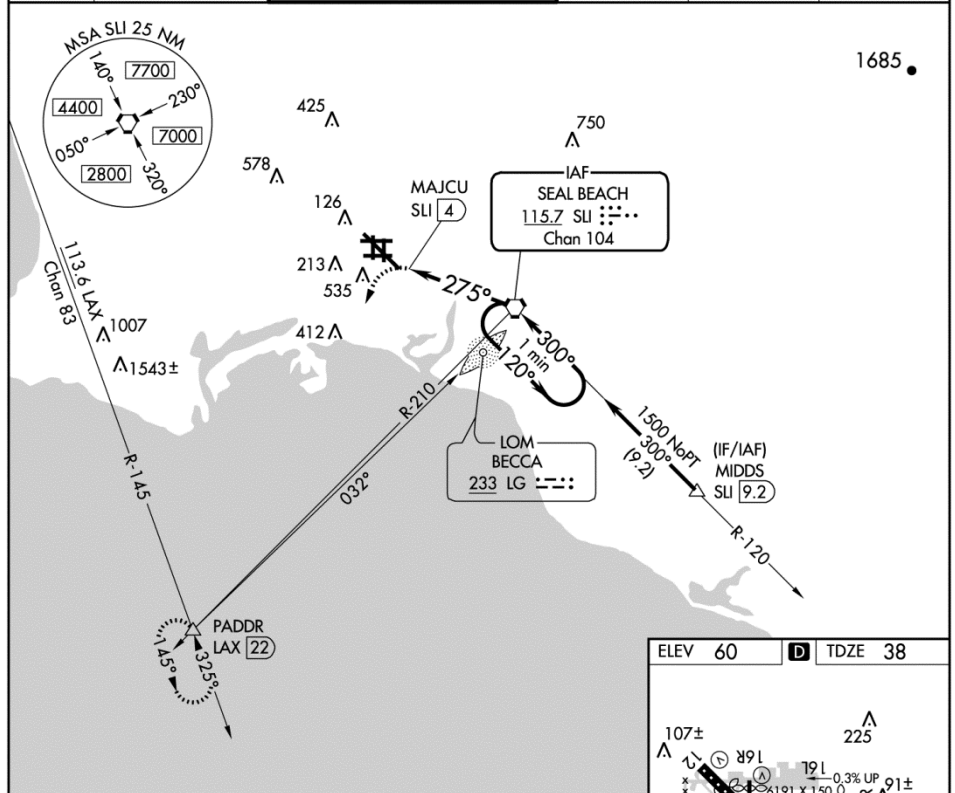 MSA SLI 25 NM
140°
7700
230°
4400
7000
050°
2800
320°
1685
425
750
578
126
213
535
412
MAJCU
SLI 4
IAF
SEAL BEACH
115.7 SLI
Chan 104
275°
300°
1 min
120°
113.6 LAX
Chan 83
1007
1543±
R-210
032°
LOM
BECCA
233 LG
1500 NoPT
300°
(9.2)
(IF/IAF)
MIDDS
SLI 9.2
R-120
R-145
PADDR
LAX 22
145°
325°
ELEV 60
D
TDZE 38
107±
225
12
V
16R
V
16L
0.3% UP
6191 X 150
91±